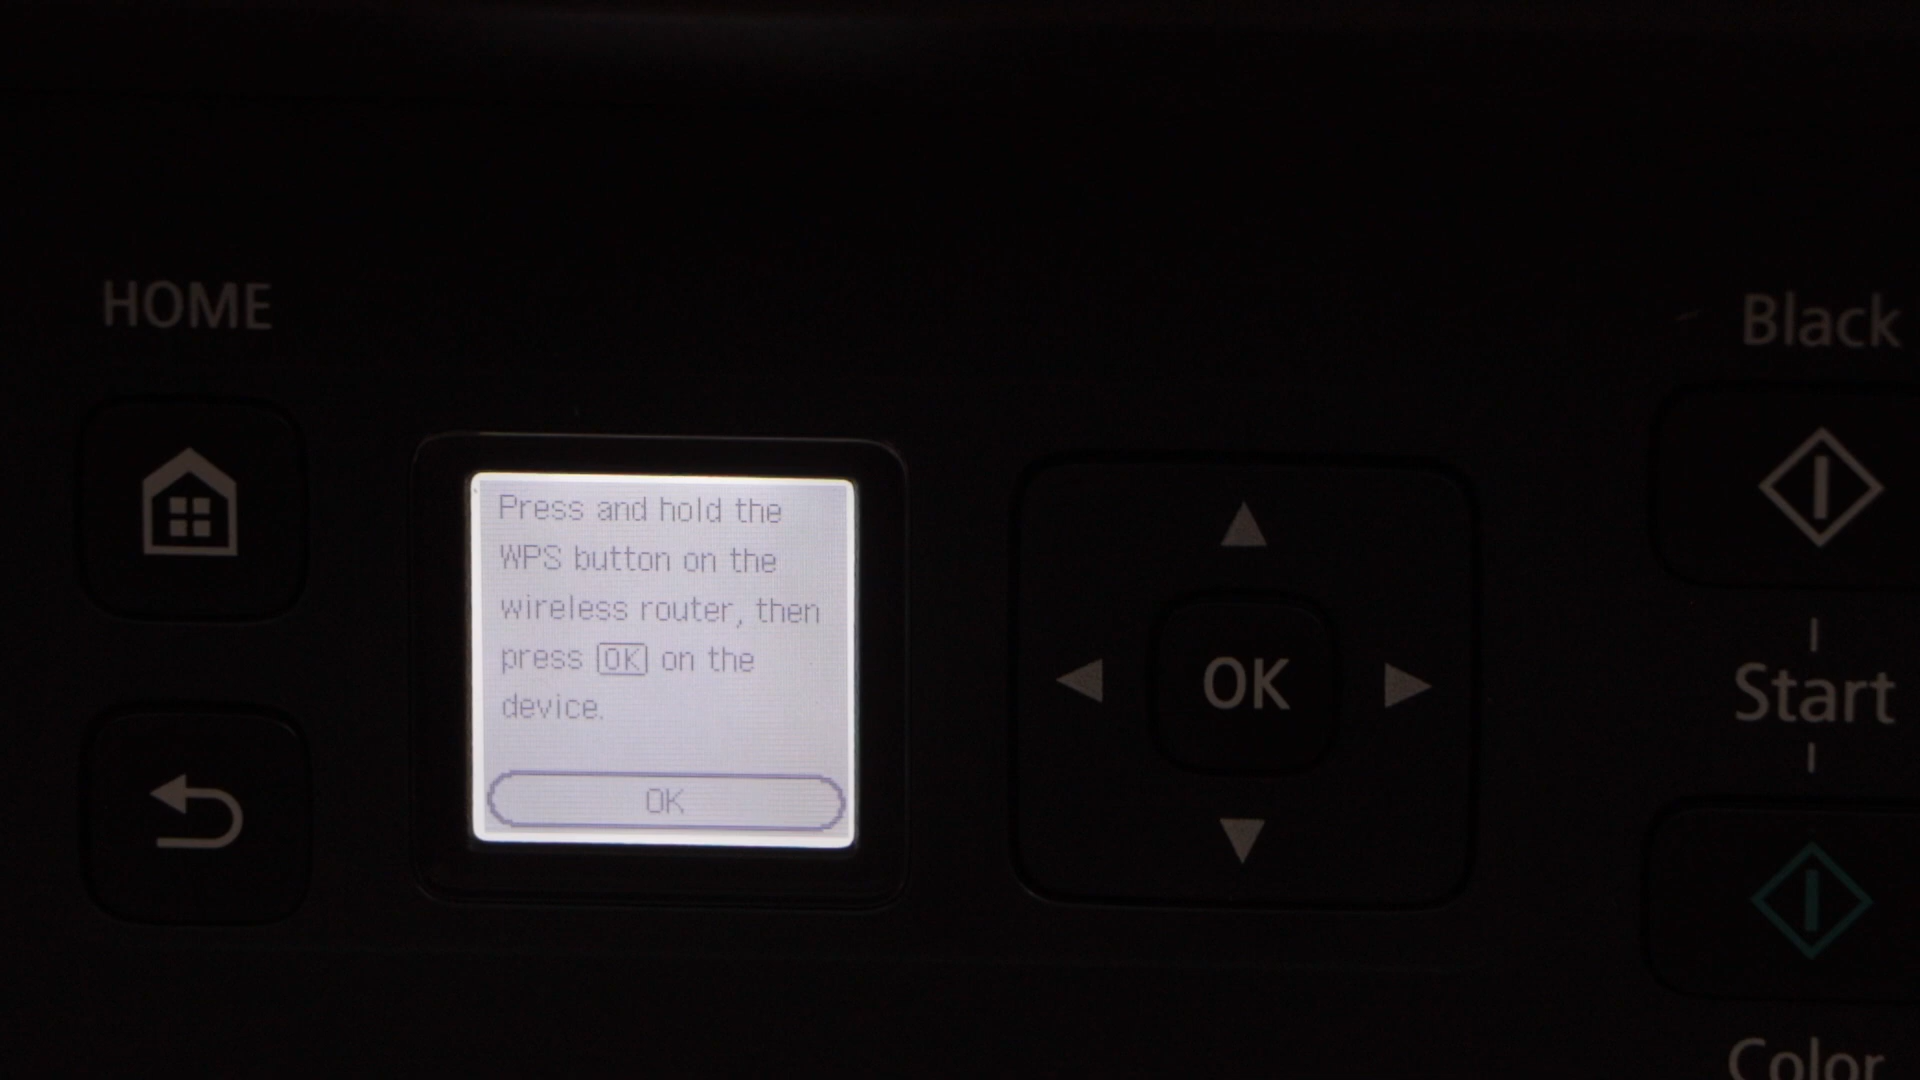 HOME
Press and hold the
WPS button on the
wireless router, then
press OK on the
device.
OK
OK
Black
Start
Color